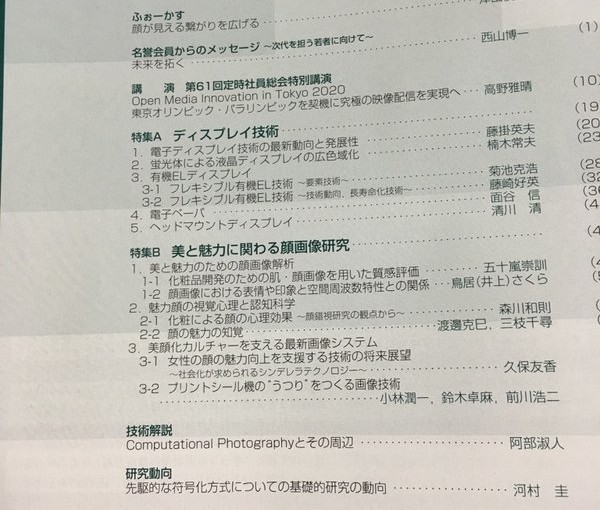 ふぉーかす
顔が見える繋がりを広げる
名誉会員からのメッセージ ~次代を担う若者に向けて~
未来を拓く 西山博一 (1)
講 演 第61回定時社員総会特別講演
Open Media Innovation in Tokyo 2020
東京オリンピック・パラリンピックを契機に究極の映像配信を実現へ 高野雅晴 (10)
特集A ディスプレイ技術 (19
1. 電子ディスプレイ技術の最新動向と発展性 藤掛英夫 (20
2. 蛍光体による液晶ディスプレイの広色域化 楠木常夫 (23
3. 有機ELディスプレイ
3-1 フレキシブル有機EL技術 ~要素技術~ 菊池克浩 (28
3-2 フレキシブル有機EL技術 ~技術動向、長寿命化技術~ 藤崎好英 (32
4. 電子ペーパ 面谷 信 (36
5. ヘッドマウントディスプレイ 清川 清 (4
特集B 美と魅力に関わる顔画像研究
1. 美と魅力のための顔画像解析
1-1 化粧品開発のための肌・顔画像を用いた質感評価 五十嵐崇訓
1-2 顔画像における表情や印象と空間周波数特性との関係 鳥居(井上)さくら
2. 魅力顔の視覚心理と認知科学
2-1 化粧による顔の心理効果 ~顔錯視研究の観点から~ 森川和則
2-2 顔の魅力の知覚 渡邊克巳，三枝千尋
3. 美顔化カルチャーを支える最新画像システム
3-1 女性の顔の魅力向上を支援する技術の将来展望
~社会化が求められるシンデレラテクノロジー~ 久保友香
3-2 プリントシール機の"うつり"をつくる画像技術
小林潤一，鈴木卓麻，前川浩二
技術解説
Computational Photographyとその周辺 阿部淑人
研究動向
先駆的な符号化方式についての基礎的研究の動向 河村 圭